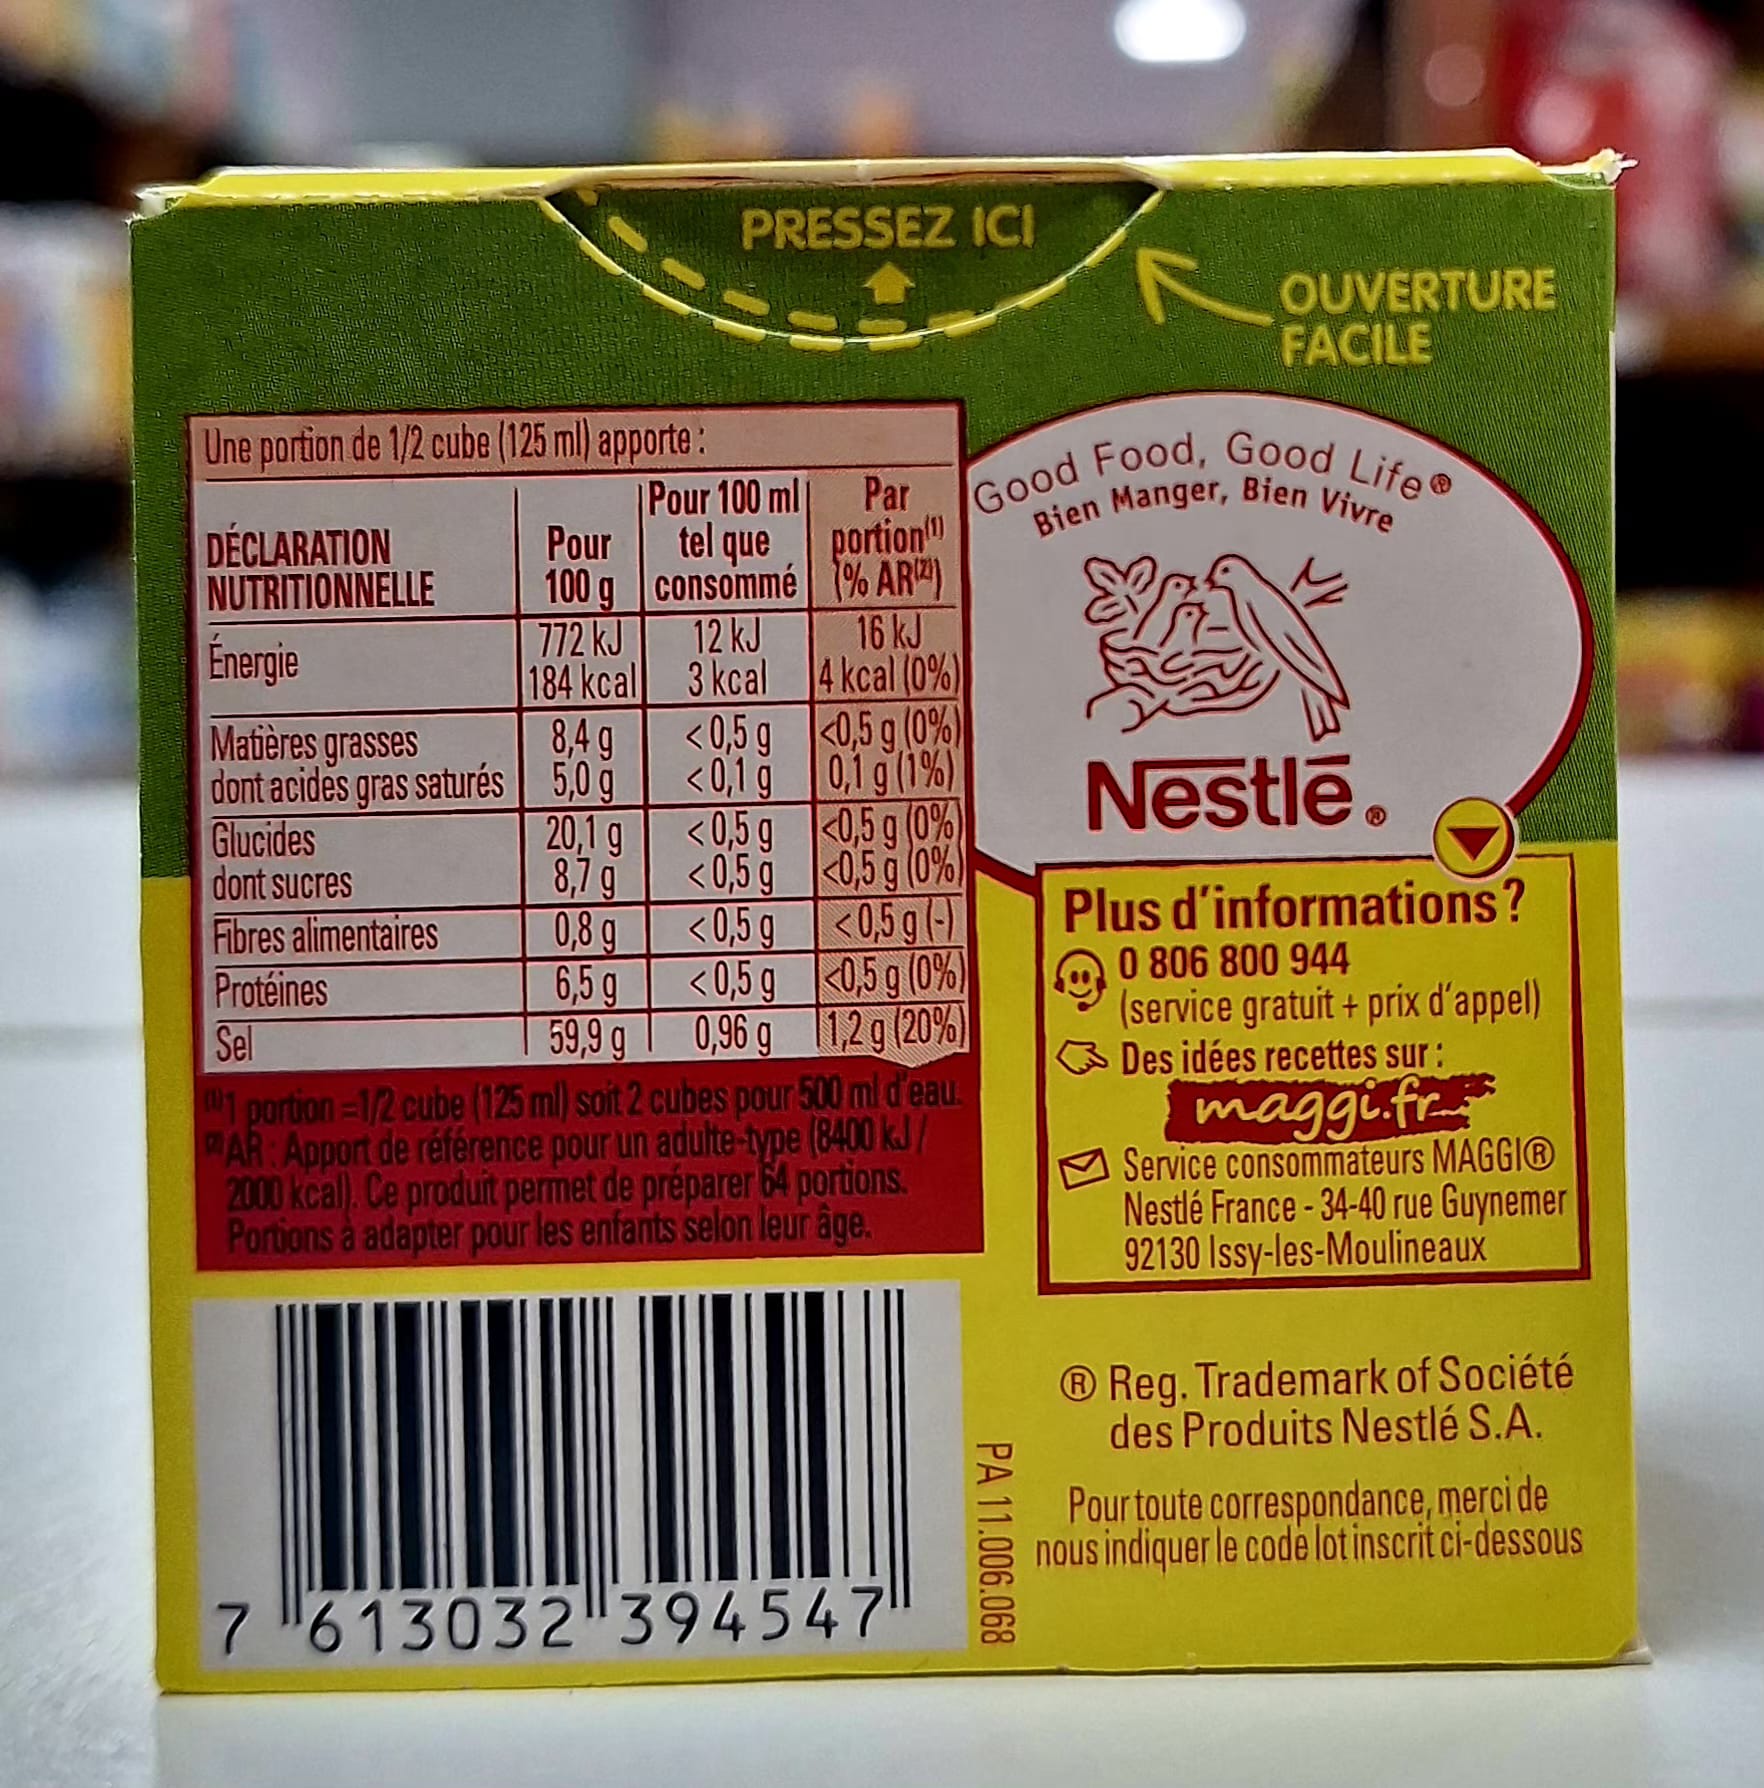 PRESSEZ ICI
OUVERTURE
FACILE
Une portion de 1/2 cube (125 ml) apporte :
DÉCLARATION
NUTRITIONNELLE
Pour
100 g
Pour 100 ml
tel que
consommé
Par
portion(1)
(% AR(2))
Énergie
772 kJ 12 kJ 16 kJ
184 kcal 3 kcal 4 kcal (0%)
Matières grasses 8,4 g <0,5 g <0,5 g (0%)
dont acides gras saturés 5,0 g <0,1 g 0,1 g (1%)
Glucides 20,1 g <0,5 g <0,5 g (0%)
dont sucres 8,7 g <0,5 g <0,5 g (0%)
Fibres alimentaires 0,8 g <0,5 g <0,5 g (-)
Protéines 6,5 g <0,5 g <0,5 g (0%)
Sel 59,9 g 0,96 g 1,2 g (20%)
(1)1 portion =1/2 cube (125 ml) soit 2 cubes pour 500 ml d'eau.
(2)AR : Apport de référence pour un adulte-type (8400 kJ /
2000 kcal). Ce produit permet de préparer 64 portions.
Portions à adapter pour les enfants selon leur âge.
7 613032 394547
PA 11.006.068
Good Food, Good Life®
Bien Manger, Bien Vivre
Nestlé®
Plus d'informations ?
0 806 800 944
(service gratuit + prix d'appel)
Des idées recettes sur :
maggi.fr
Service consommateurs MAGGI®
Nestlé France - 34-40 rue Guynemer
92130 Issy-les-Moulineaux
® Reg. Trademark of Société
des Produits Nestlé S.A.
Pour toute correspondance, merci de
nous indiquer le code lot inscrit ci-dessous